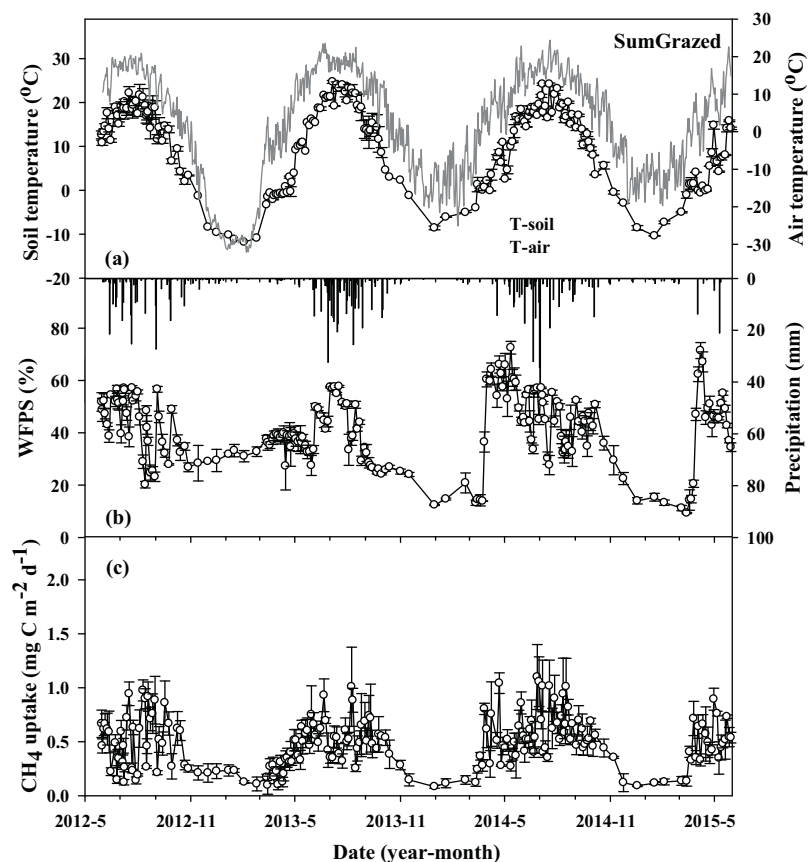 SumGrazed
Soil temperature (⁰C)
30
20
10
0
-10
-20
30
20
10
0
-10
-20
-30
Air temperature (⁰C)
T-soil
T-air
(a)
WFPS (%)
80
60
40
20
0
0
20
40
60
80
100
Precipitation (mm)
(b)
(c)
CH₄ uptake (mg C m⁻² d⁻¹)
2.0
1.5
1.0
0.5
0.0
2012-5 2012-11 2013-5 2013-11 2014-5 2014-11 2015-5
Date (year-month)